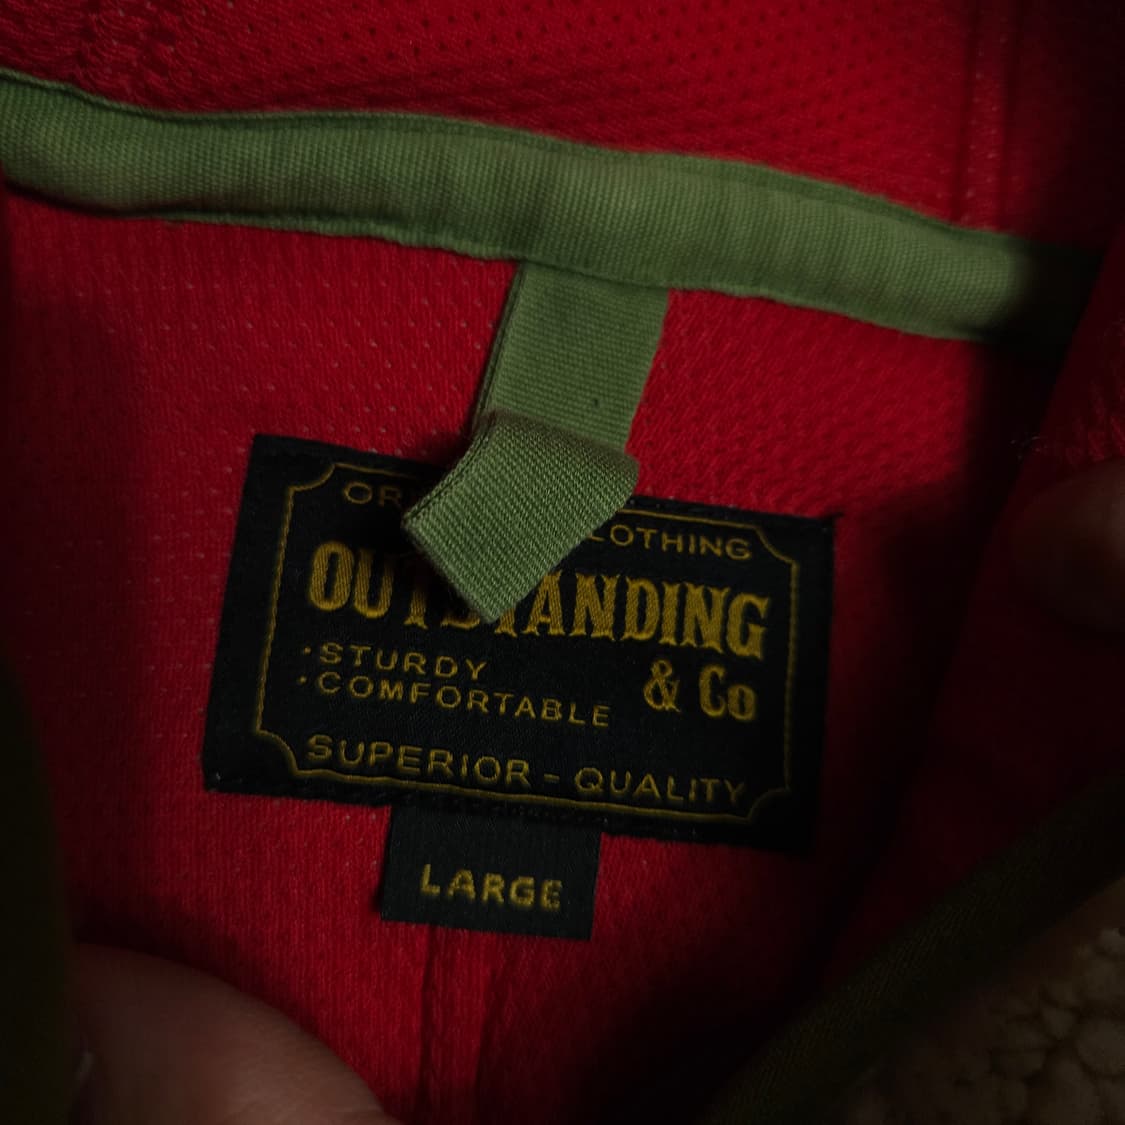 OUTSTANDING
& Co
·STURDY
·COMFORTABLE
SUPERIOR-QUALITY
LARGE